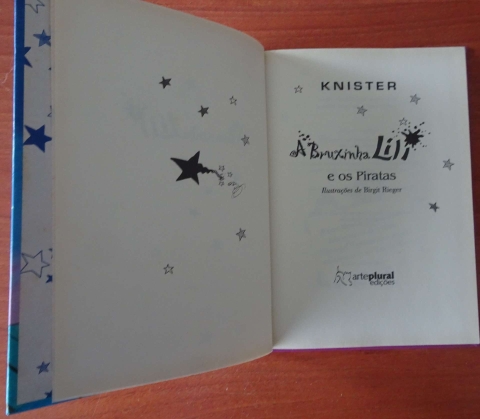 KNISTER
A Bruxinha Lili
e os Piratas
Ilustrações de Birgit Rieger
arteplural
edições